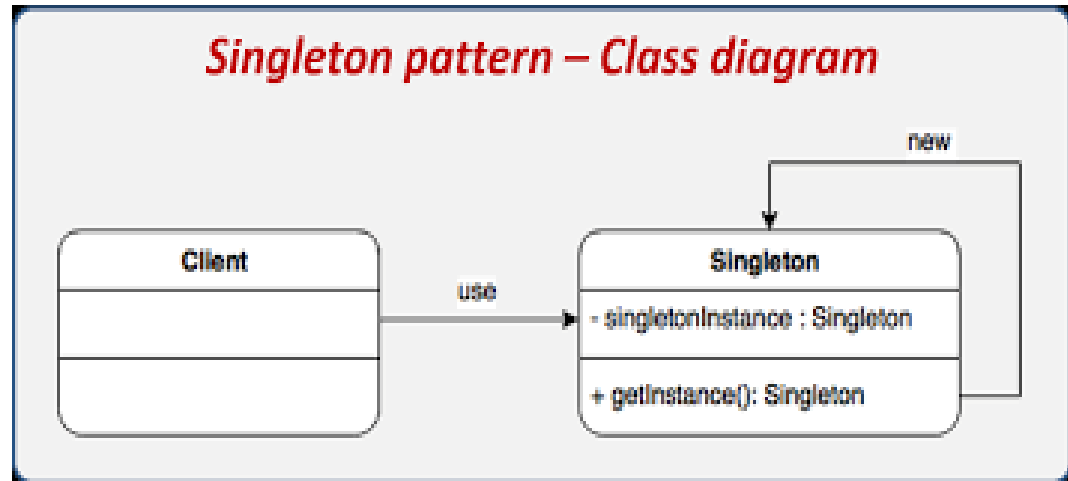 Singleton pattern – Class diagram
new
Client
Singleton
use
- singletonInstance : Singleton
+ getInstance(): Singleton